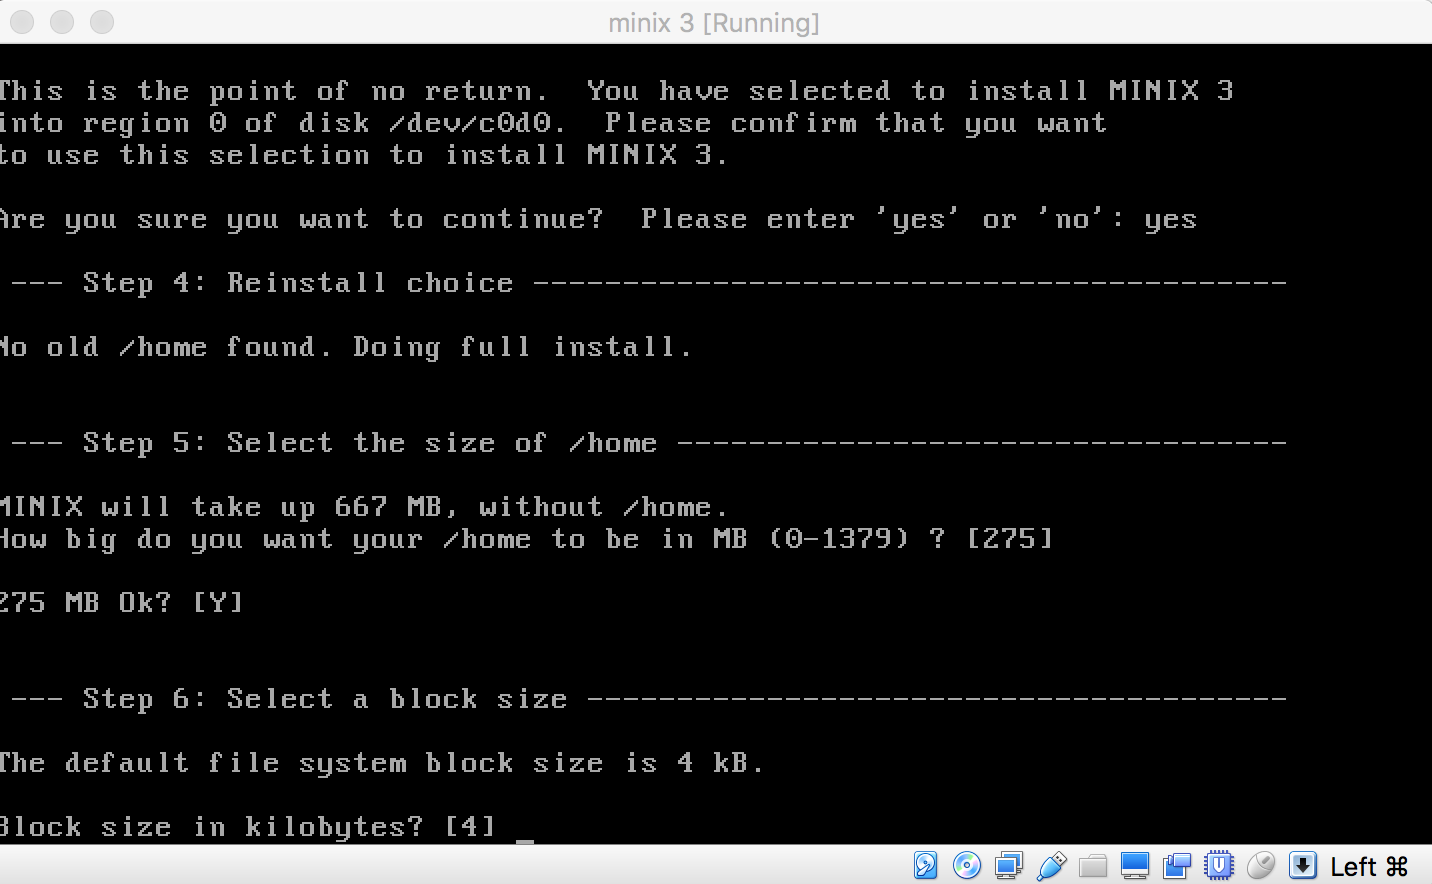 minix 3 [Running]
This is the point of no return.  You have selected to install MINIX 3
into region 0 of disk /dev/c0d0.  Please confirm that you want
to use this selection to install MINIX 3.
Are you sure you want to continue?  Please enter 'yes' or 'no': yes
--- Step 4: Reinstall choice ------------------------------------------
No old /home found. Doing full install.
--- Step 5: Select the size of /home ----------------------------------
MINIX will take up 667 MB, without /home.
How big do you want your /home to be in MB (0-1379) ? [275]
275 MB Ok? [Y]
--- Step 6: Select a block size ---------------------------------------
The default file system block size is 4 kB.
Block size in kilobytes? [4] _
Left ⌘